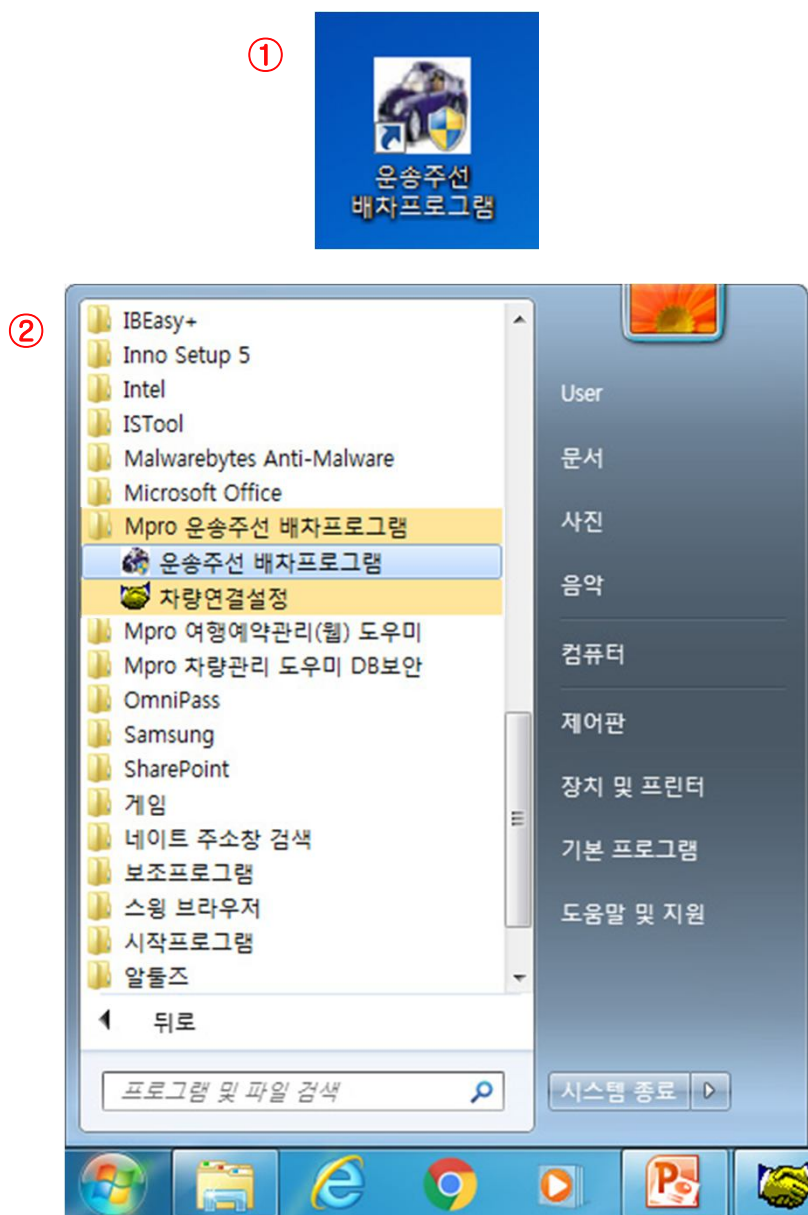 ①
운송주선
배차프로그램
②
IBEasy+
Inno Setup 5
Intel
ISTool
Malwarebytes Anti-Malware
Microsoft Office
Mpro 운송주선 배차프로그램
운송주선 배차프로그램
차량연결설정
Mpro 여행예약관리(웹) 도우미
Mpro 차량관리 도우미 DB보안
OmniPass
Samsung
SharePoint
게임
네이트 주소창 검색
보조프로그램
스윙 브라우저
시작프로그램
알툴즈
뒤로
프로그램 및 파일 검색
User
문서
사진
음악
컴퓨터
제어판
장치 및 프린터
기본 프로그램
도움말 및 지원
시스템 종료